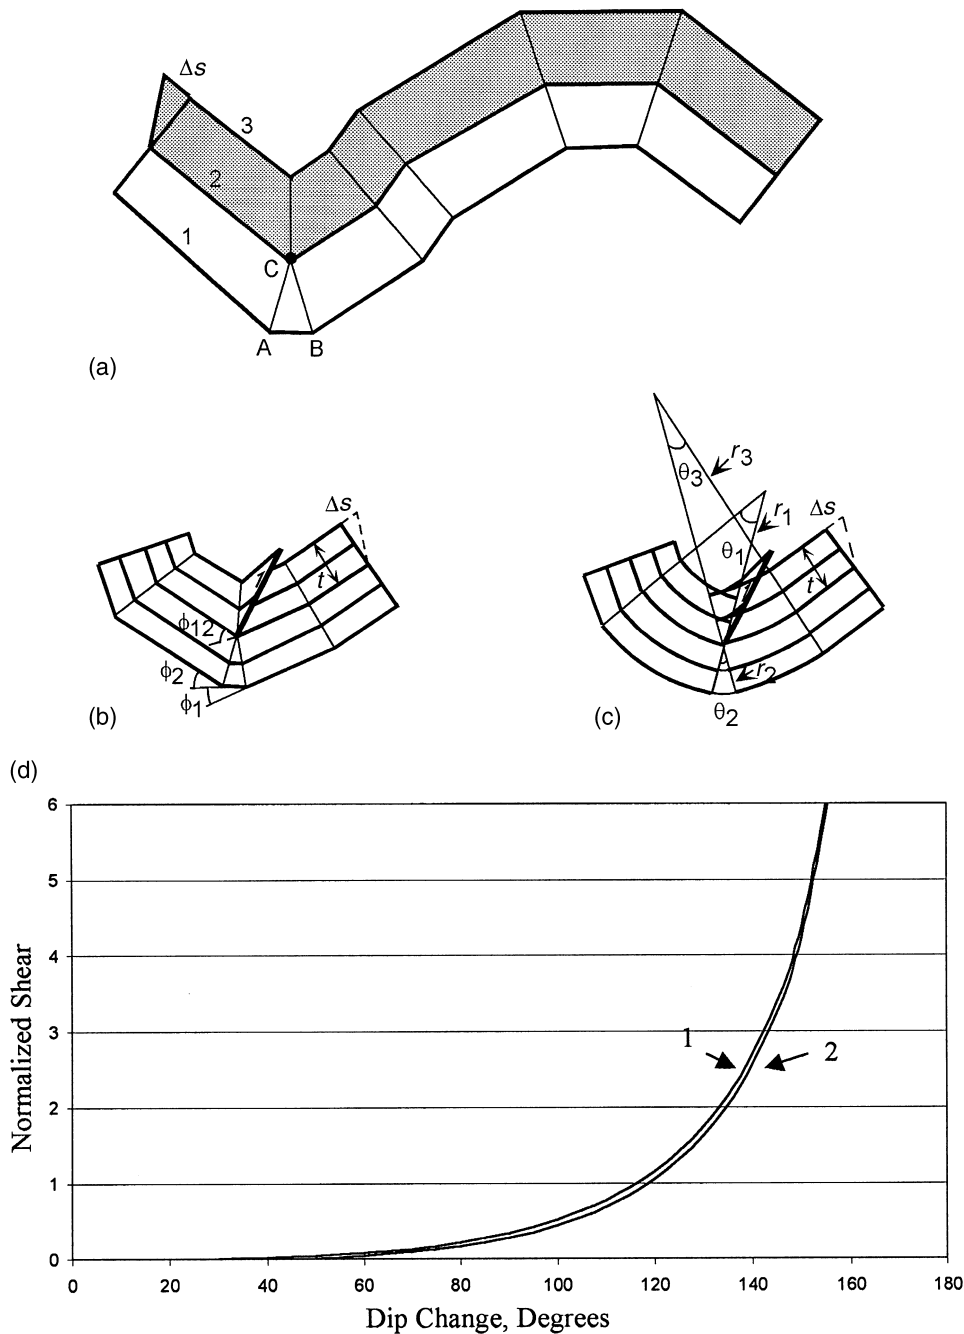 Δs
3
2
1
C
A B
(a)
Δs
t
1
ϕ12
ϕ2
ϕ1
(b)
r3
θ3
r1
Δs
θ1
t
r2
θ2
(c)
(d)
6
5
4
3
2
1
0
Normalized Shear
1 2
0 20 40 60 80 100 120 140 160 180
Dip Change, Degrees